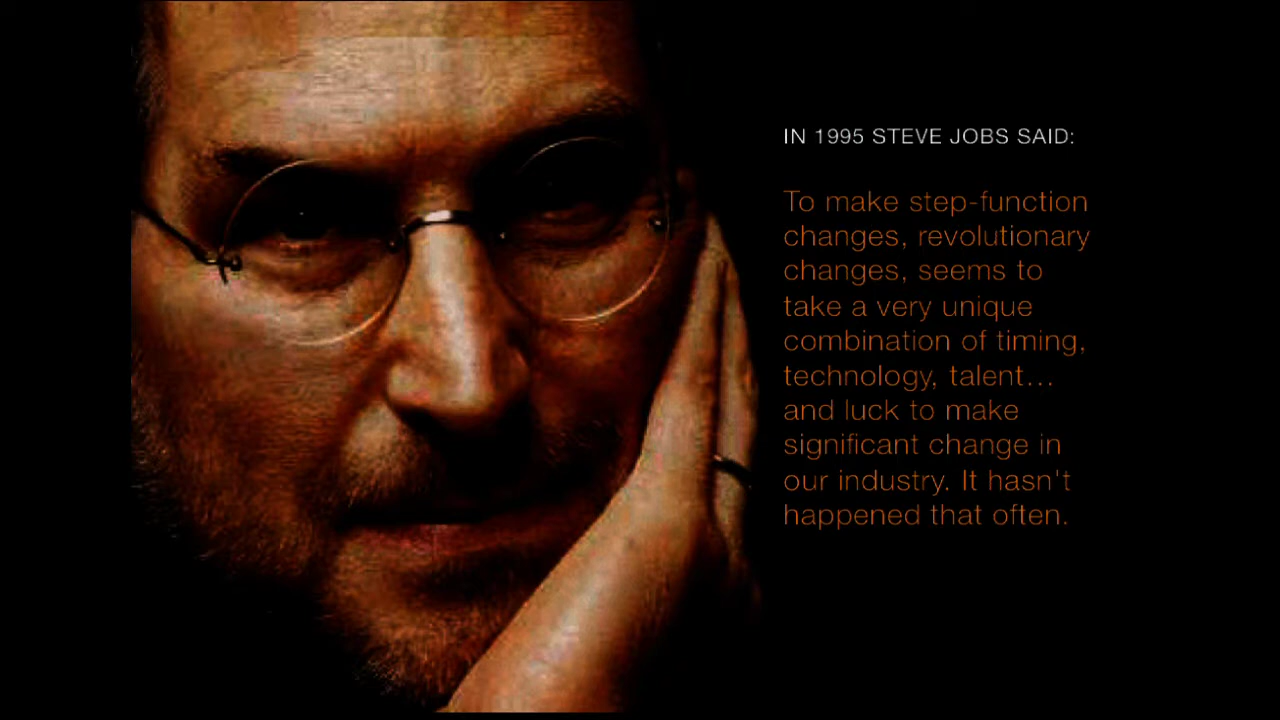 IN 1995 STEVE JOBS SAID:
To make step-function
changes, revolutionary
changes, seems to
take a very unique
combination of timing,
technology, talent...
and luck to make
significant change in
our industry. It hasn't
happened that often.